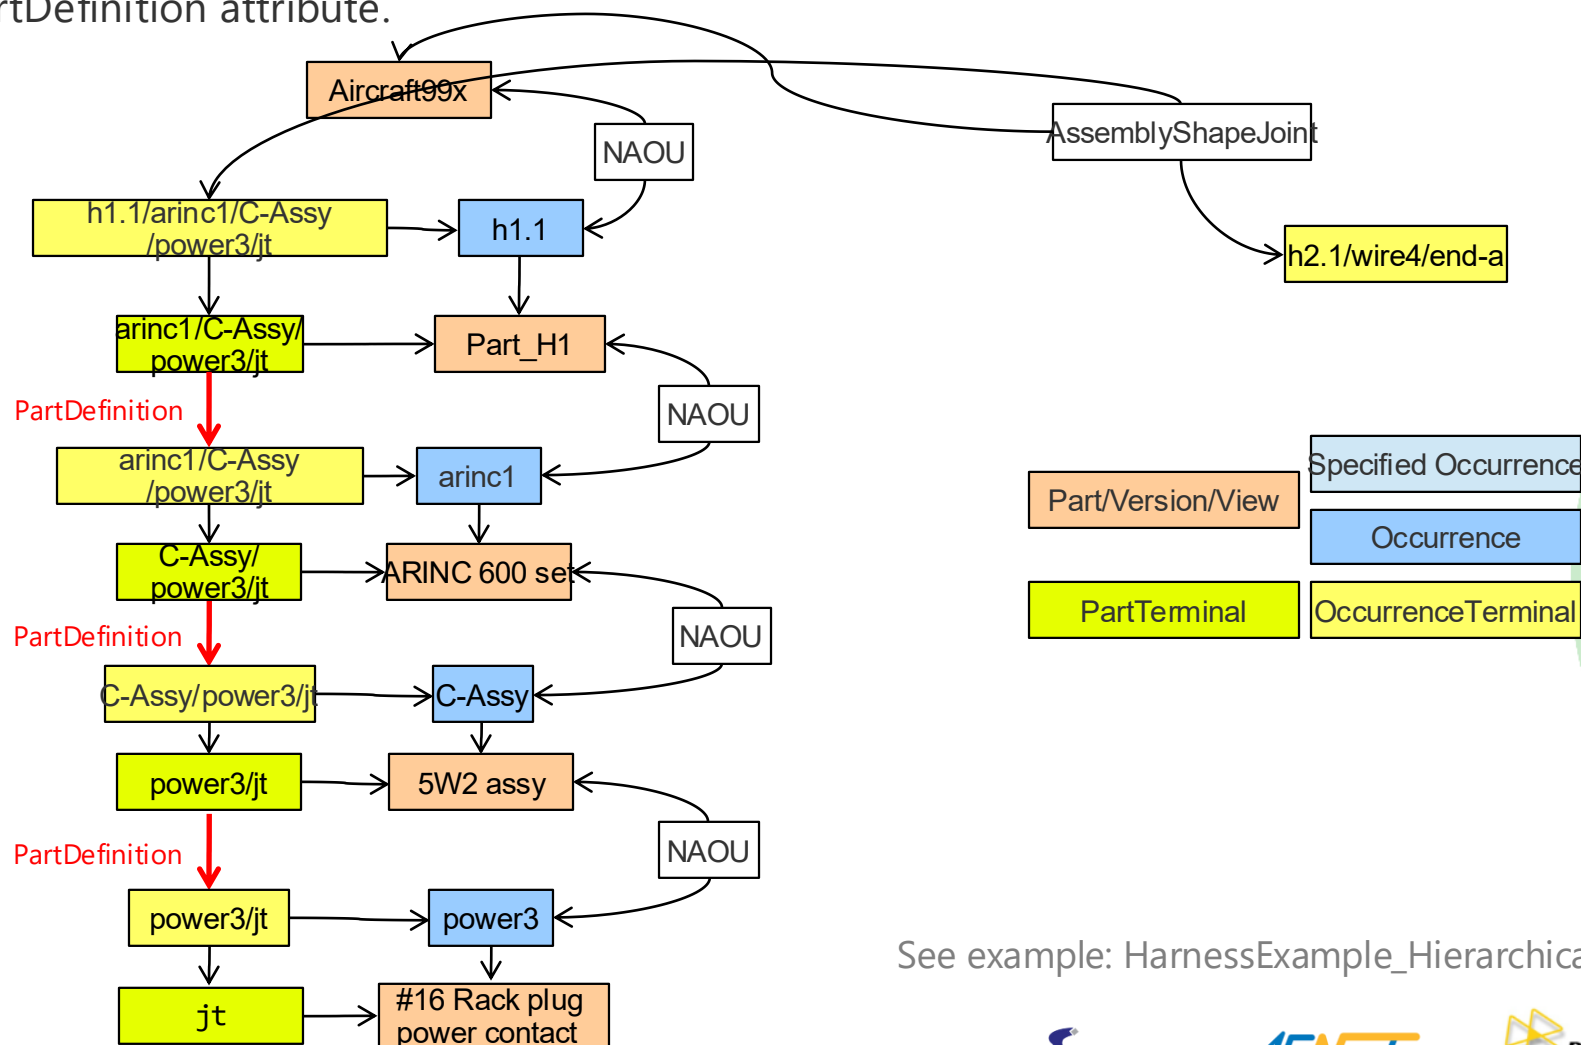 rtDefinition attribute.
Aircraft99x
NAOU
AssemblyShapeJoint
h1.1/arinc1/C-Assy
/power3/jt
h1.1
h2.1/wire4/end-a
arinc1/C-Assy/
power3/jt
Part_H1
PartDefinition
NAOU
arinc1/C-Assy
/power3/jt
arinc1
Specified Occurrence
Part/Version/View
Occurrence
C-Assy/
power3/jt
ARINC 600 set
PartTerminal
OccurrenceTerminal
PartDefinition
NAOU
C-Assy/power3/jt
C-Assy
power3/jt
5W2 assy
PartDefinition
NAOU
power3/jt
power3
See example: HarnessExample_Hierarchica
jt
#16 Rack plug
power contact